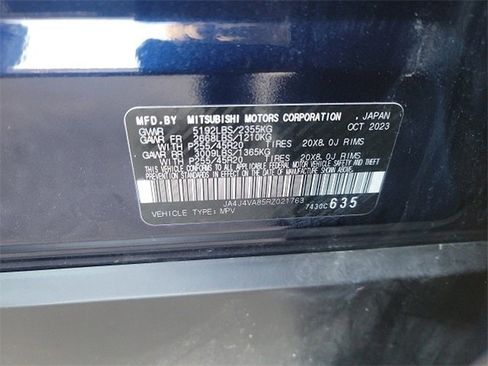 MFD.BY MITSUBISHI MOTORS CORPORATION , JAPAN
GVWR 5192LBS/2355KG OCT 2023
GAWR FR 2668LBS/1210KG
WITH P255/45R20 TIRES 20X8.0J RIMS
GAWR RR 3009LBS/1365KG
WITH P255/45R20 TIRES 20X8.0J RIMS
THIS VEHICLE CONFORMS TO ALL APPLICABLE FEDERAL MOTOR VEHICLE SAFETY, BUMPER, AND THEFT
PREVENTION STANDARDS IN EFFECT ON THE DATE OF MANUFACTURE SHOWN ABOVE.
JA4J4VA85RZ021763 7430C 635
VEHICLE TYPE: MPV